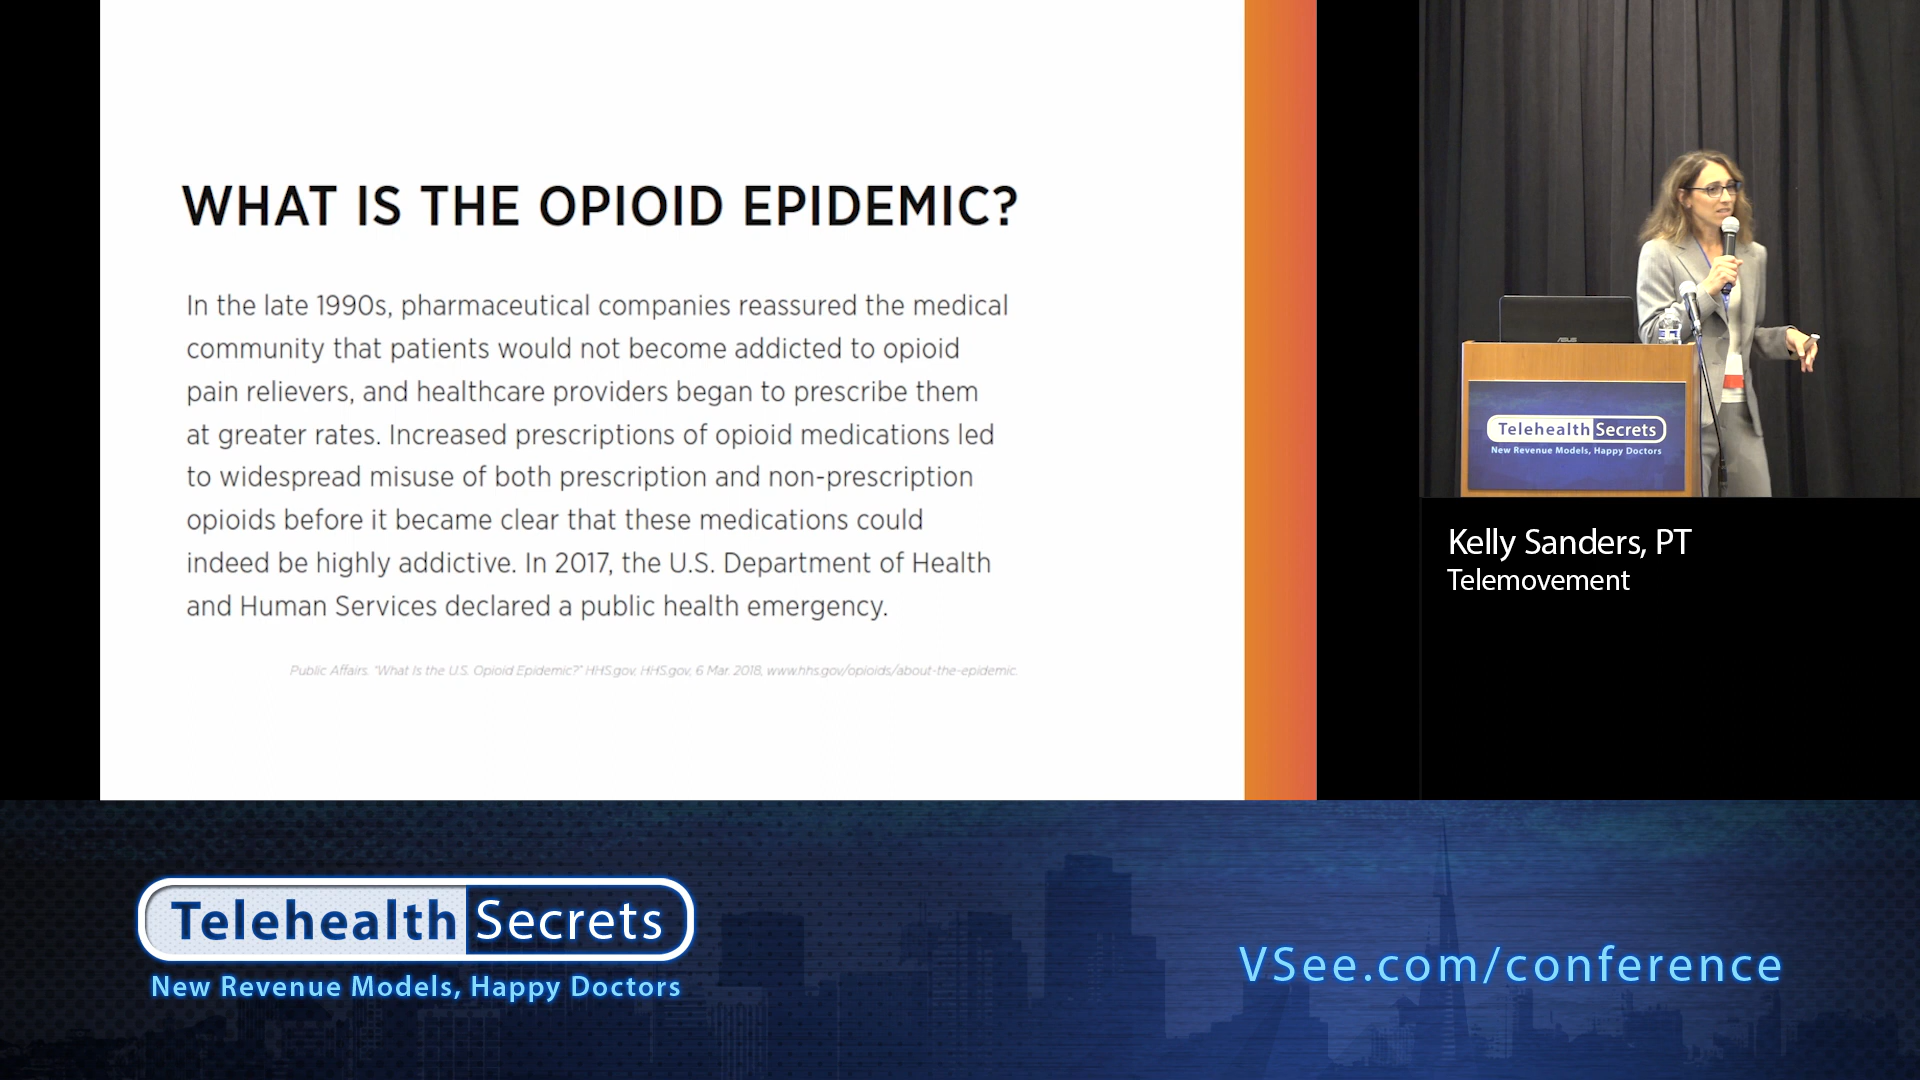 WHAT IS THE OPIOID EPIDEMIC?
In the late 1990s, pharmaceutical companies reassured the medical
community that patients would not become addicted to opioid
pain relievers, and healthcare providers began to prescribe them
at greater rates. Increased prescriptions of opioid medications led
to widespread misuse of both prescription and non-prescription
opioids before it became clear that these medications could
indeed be highly addictive. In 2017, the U.S. Department of Health
and Human Services declared a public health emergency.
Public Affairs. "What Is the U.S. Opioid Epidemic?" HHS.gov, HHS.gov, 6 Mar. 2018, www.hhs.gov/opioids/about-the-epidemic.
ASUS
Telehealth Secrets
New Revenue Models, Happy Doctors
Kelly Sanders, PT
Telemovement
Telehealth Secrets
New Revenue Models, Happy Doctors
VSee.com/conference